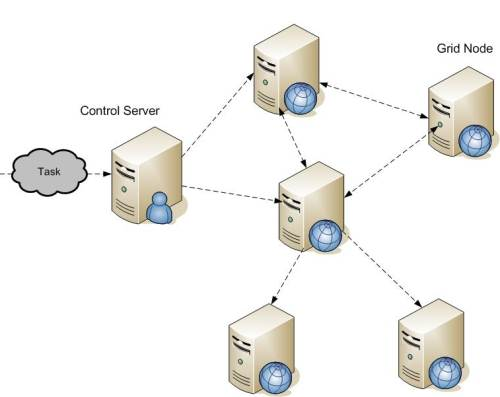 Grid Node
Control Server
Task